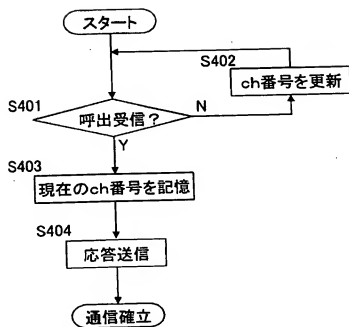 スタート
S402
ch番号を更新
S401
呼出受信?
N
Y
S403
現在のch番号を記憶
S404
応答送信
通信確立